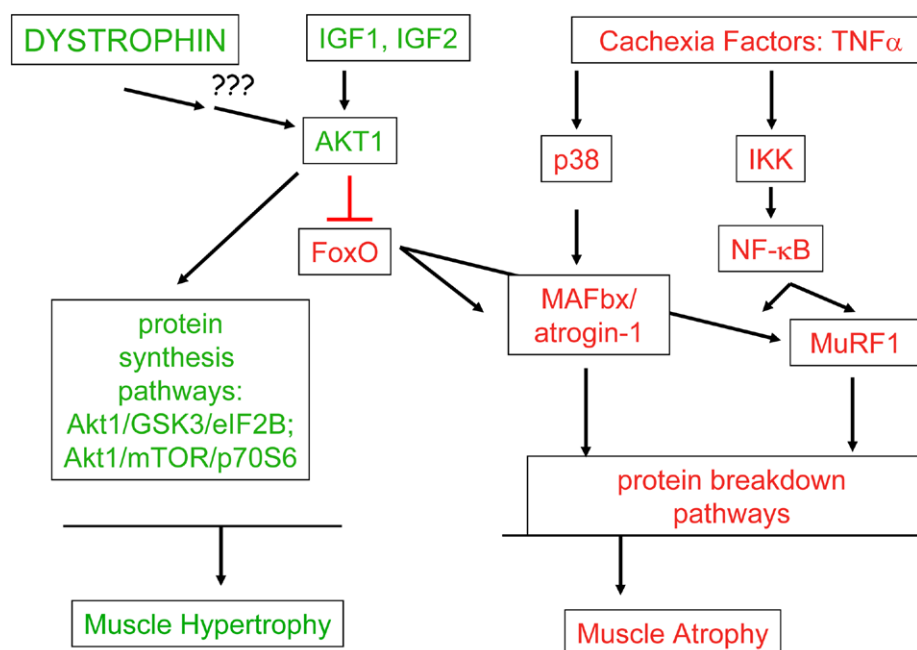 DYSTROPHIN
IGF1, IGF2
Cachexia Factors: TNFα
???
AKT1
p38
IKK
FoxO
NF-κB
MAFbx/
atrogin-1
MuRF1
protein
synthesis
pathways:
Akt1/GSK3/eIF2B;
Akt1/mTOR/p70S6
protein breakdown
pathways
Muscle Hypertrophy
Muscle Atrophy